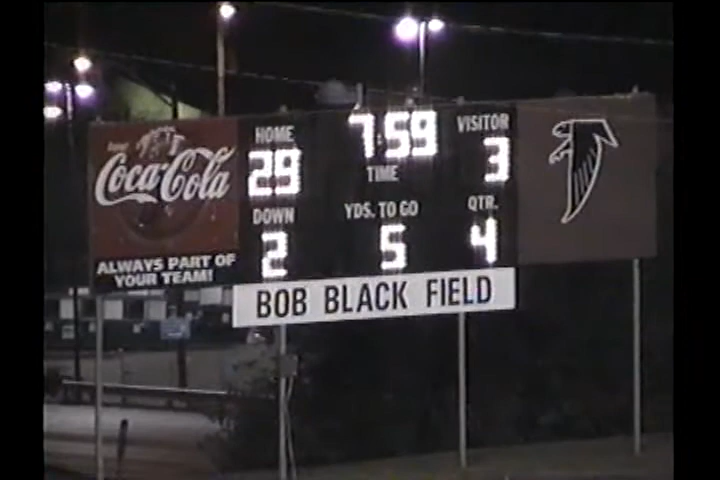 HOME
7:59
VISITOR
29
TIME
3
DOWN
YDS. TO GO
QTR.
2
5
4
Coca-Cola
ALWAYS PART OF
YOUR TEAM!
BOB BLACK FIELD